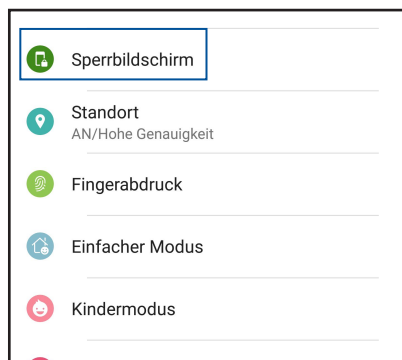 Sperrbildschirm
Standort
AN/Hohe Genauigkeit
Fingerabdruck
Einfacher Modus
Kindermodus